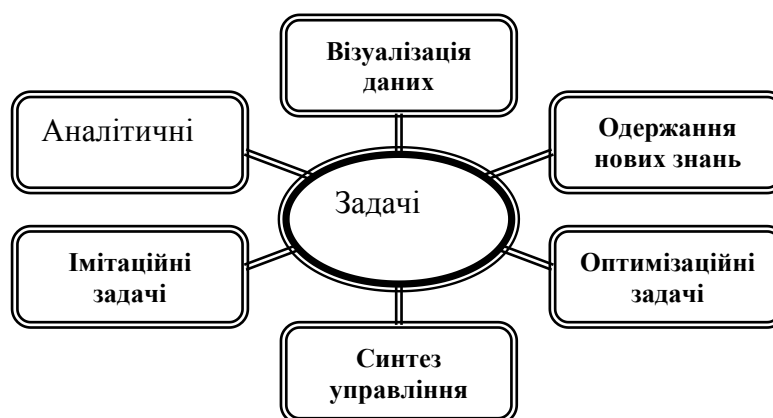 Візуалізація
даних
Аналітичні
Одержання
нових знань
Задачі
Імітаційні
задачі
Оптимізаційні
задачі
Синтез
управління